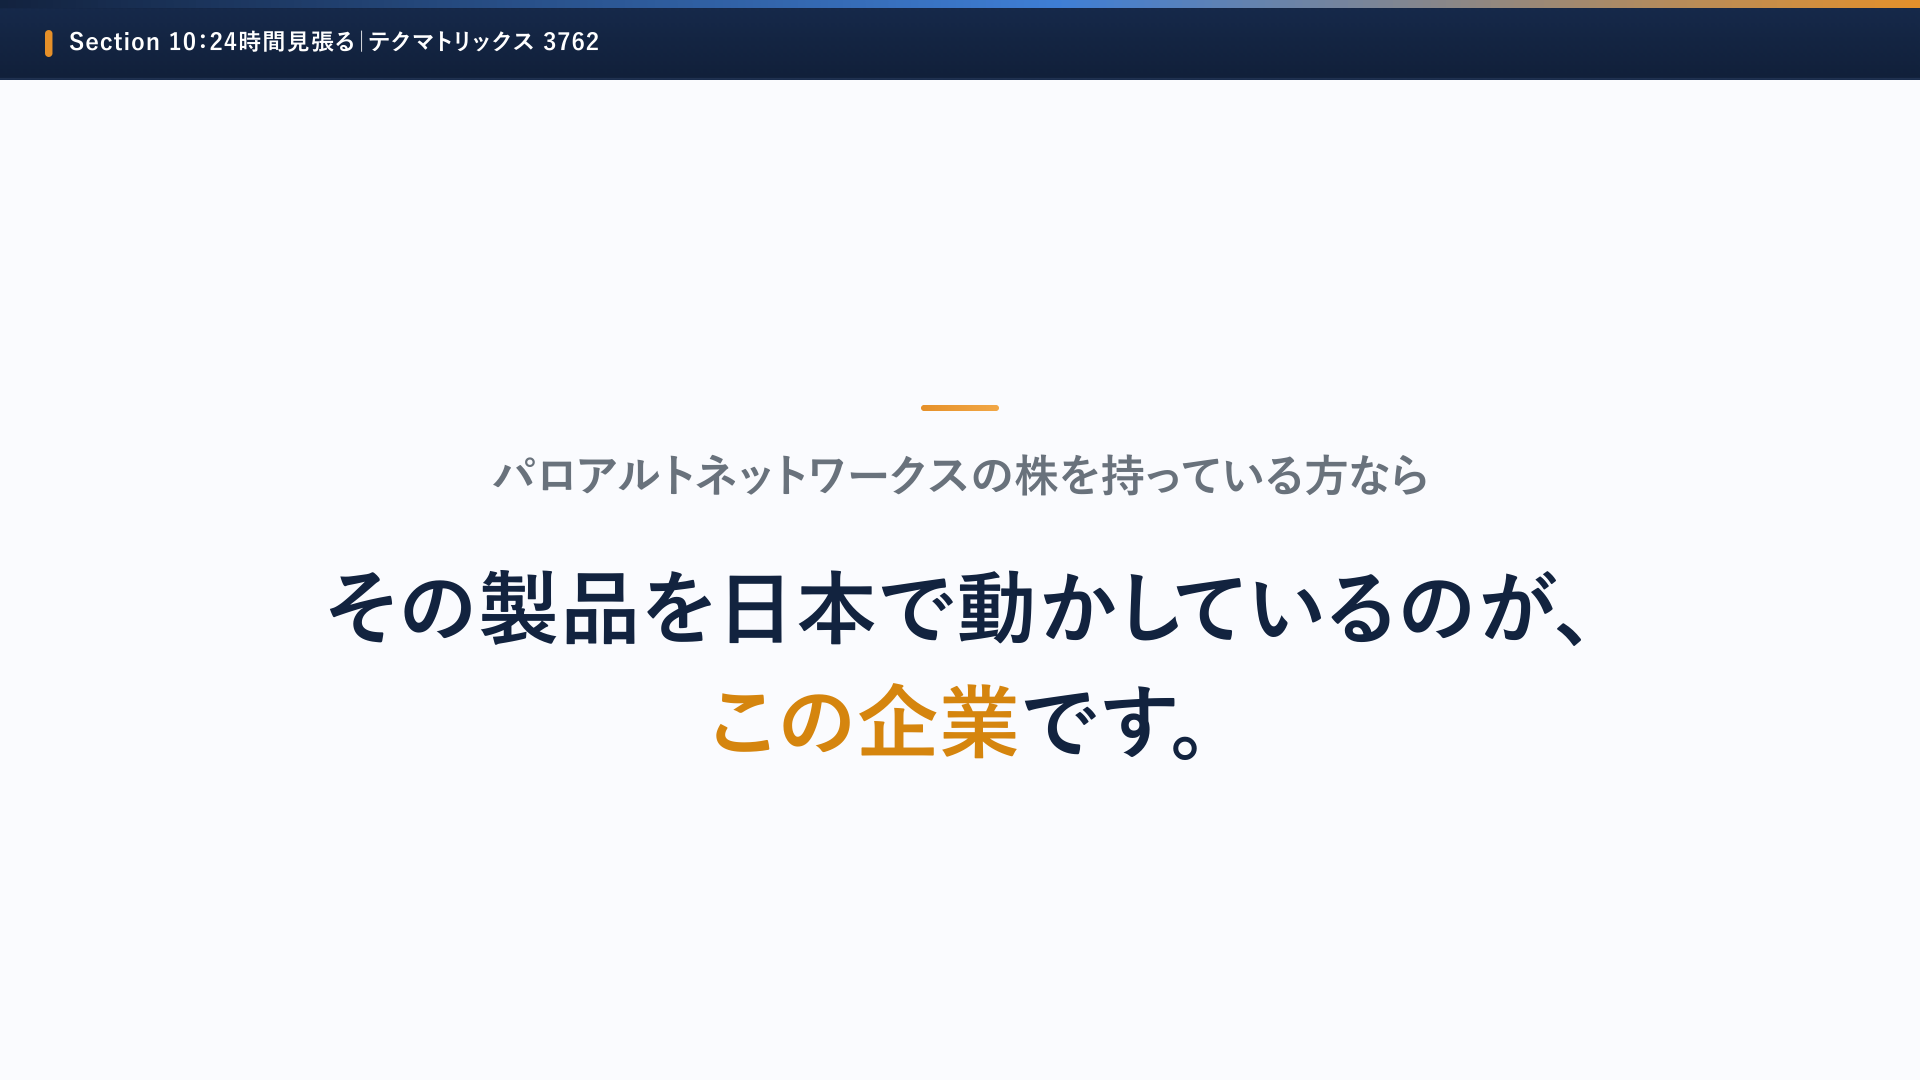 Section 10：24時間見張る｜テクマトリックス 3762
パロアルトネットワークスの株を持っている方なら
その製品を日本で動かしているのが、
この企業です。